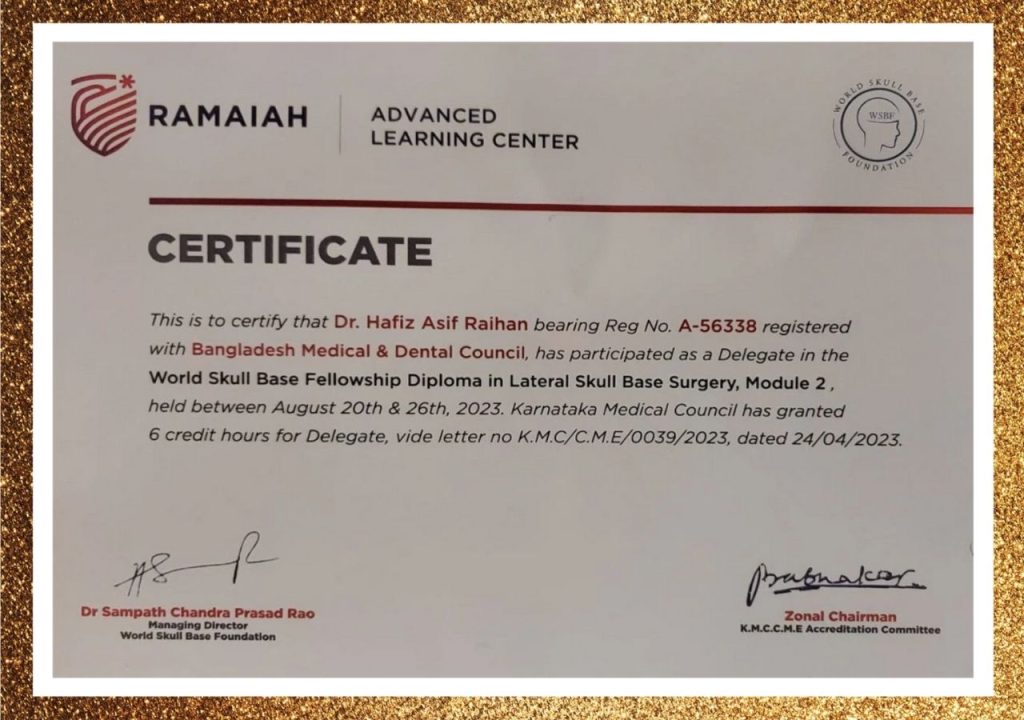 RAMAIAH
ADVANCED
LEARNING CENTER
WORLD SKULL BASE
WSBF
FOUNDATION
CERTIFICATE
This is to certify that Dr. Hafiz Asif Raihan bearing Reg No. A-56338 registered
with Bangladesh Medical & Dental Council, has participated as a Delegate in the
World Skull Base Fellowship Diploma in Lateral Skull Base Surgery, Module 2 ,
held between August 20th & 26th, 2023. Karnataka Medical Council has granted
6 credit hours for Delegate, vide letter no K.M.C/C.M.E/0039/2023, dated 24/04/2023.
Dr Sampath Chandra Prasad Rao
Managing Director
World Skull Base Foundation
Zonal Chairman
K.M.C.C.M.E Accreditation Committee